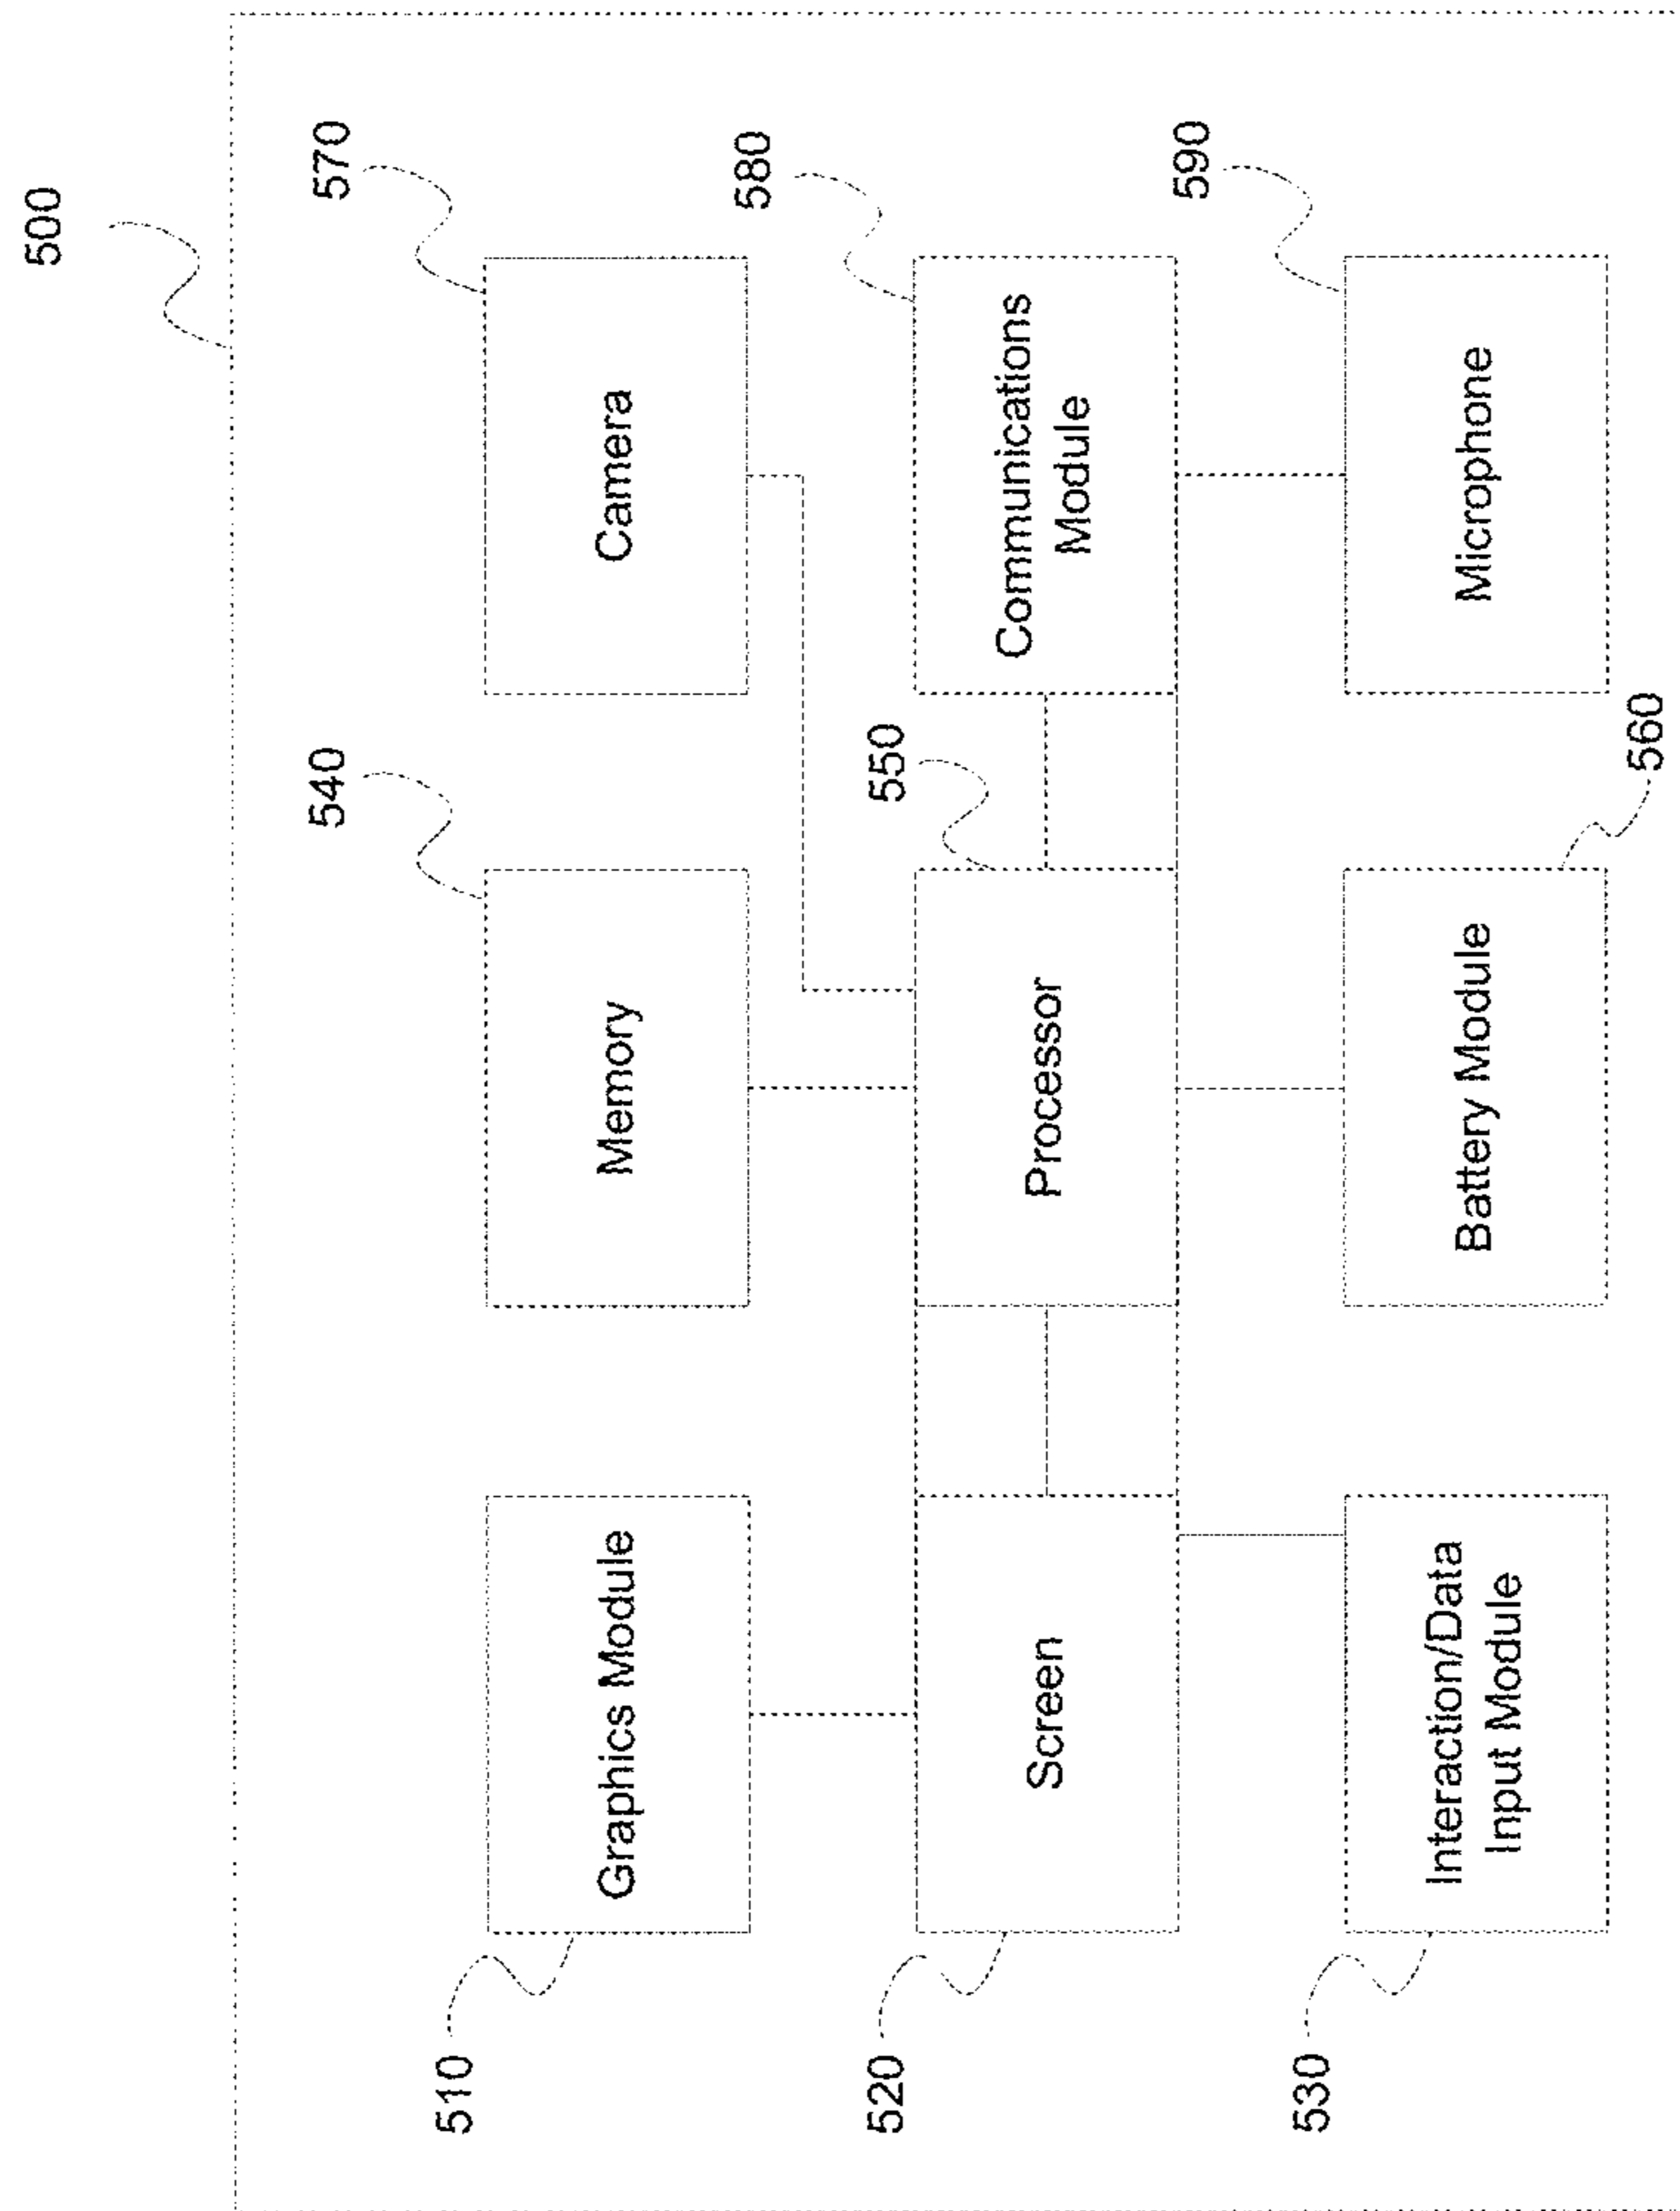 500
510
Graphics Module
540
Memory
570
Camera
520
Screen
550
Processor
580
Communications
Module
530
Interaction/Data
Input Module
560
Battery Module
590
Microphone